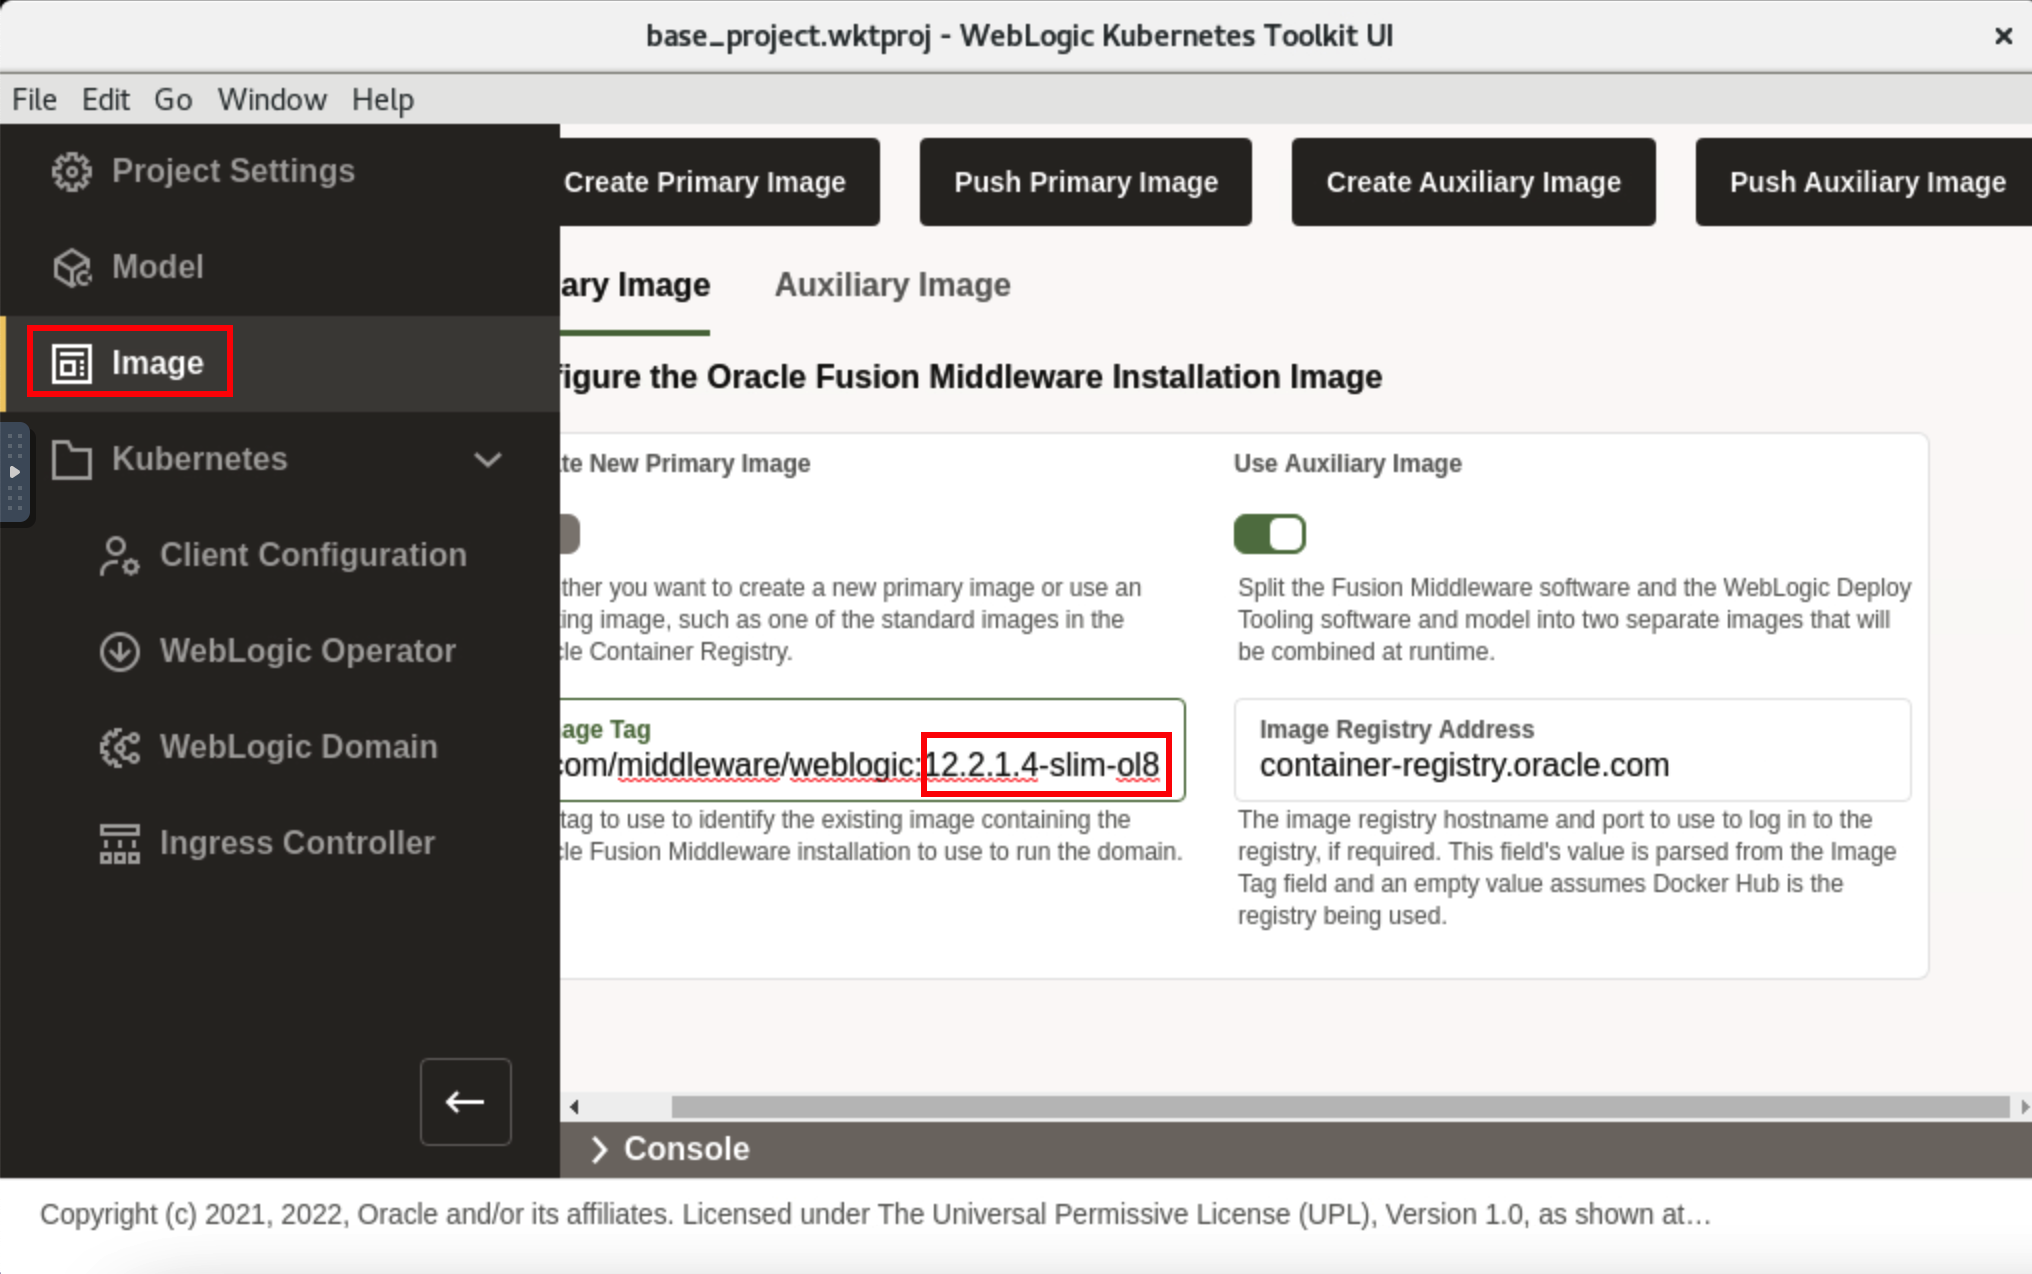 base_project.wktproj - WebLogic Kubernetes Toolkit UI
File Edit Go Window Help
Project Settings
Model
Image
Kubernetes
Client Configuration
WebLogic Operator
WebLogic Domain
Ingress Controller
Create Primary Image Push Primary Image Create Auxiliary Image Push Auxiliary Image
ary Image Auxiliary Image
figure the Oracle Fusion Middleware Installation Image
te New Primary Image
ther you want to create a new primary image or use an
ing image, such as one of the standard images in the
cle Container Registry.
age Tag
com/middleware/weblogic:12.2.1.4-slim-ol8
tag to use to identify the existing image containing the
cle Fusion Middleware installation to use to run the domain.
Use Auxiliary Image
Split the Fusion Middleware software and the WebLogic Deploy
Tooling software and model into two separate images that will
be combined at runtime.
Image Registry Address
container-registry.oracle.com
The image registry hostname and port to use to log in to the
registry, if required. This field's value is parsed from the Image
Tag field and an empty value assumes Docker Hub is the
registry being used.
Console
Copyright (c) 2021, 2022, Oracle and/or its affiliates. Licensed under The Universal Permissive License (UPL), Version 1.0, as shown at…